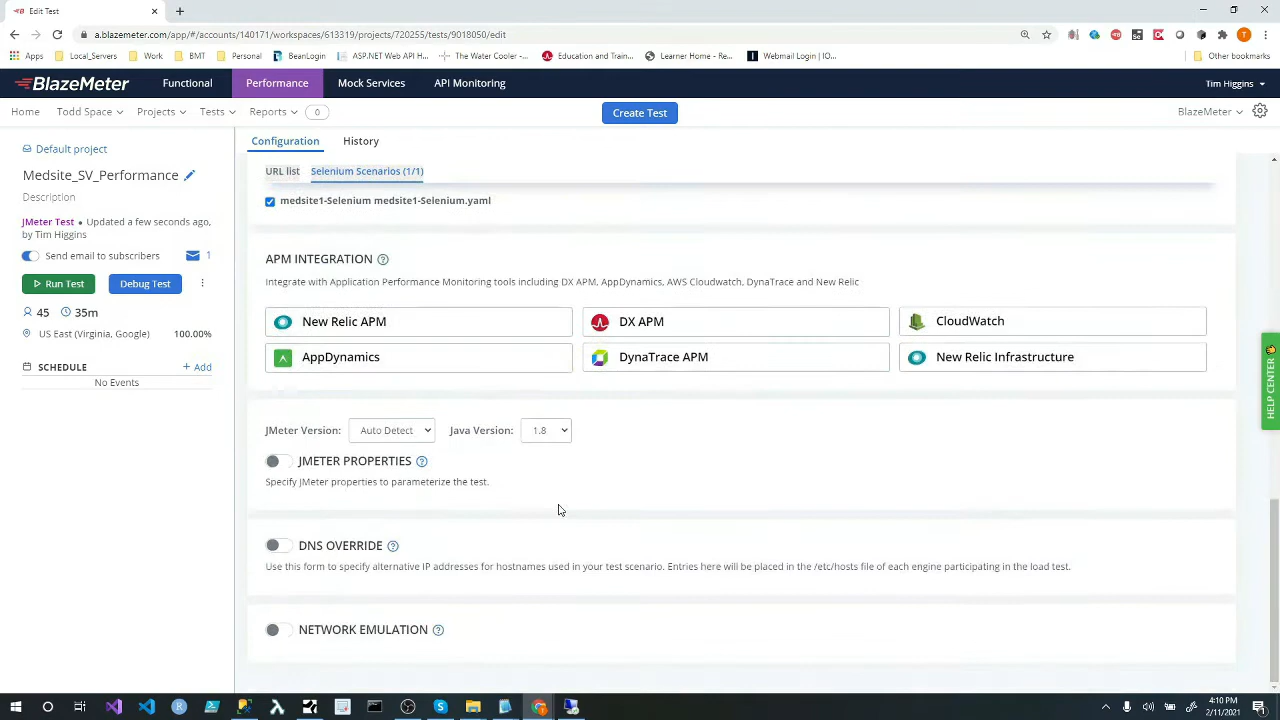 Edit Test
a.blazemeter.com/app/#/accounts/140171/workspaces/613319/projects/720255/tests/9018050/edit
Apps
Local_Servers
Work
BMT
Personal
BeanLogin
ASP.NET Web API H...
The Water Cooler -...
Education and Train...
Learner Home - Re...
Webmail Login | IO...
Other bookmarks
BlazeMeter
Functional
Performance
Mock Services
API Monitoring
Tim Higgins
Home
Todd Space
Projects
Tests
Reports
0
Create Test
BlazeMeter
Default project
Medsite_SV_Performance
Description
JMeter Test • Updated a few seconds ago,
by Tim Higgins
Send email to subscribers
1
Run Test
Debug Test
45
35m
US East (Virginia, Google)
100.00%
SCHEDULE
+ Add
No Events
Configuration
History
URL list
Selenium Scenarios (1/1)
medsite1-Selenium medsite1-Selenium.yaml
APM INTEGRATION
Integrate with Application Performance Monitoring tools including DX APM, AppDynamics, AWS Cloudwatch, DynaTrace and New Relic
New Relic APM
DX APM
CloudWatch
AppDynamics
DynaTrace APM
New Relic Infrastructure
JMeter Version:
Auto Detect
Java Version:
1.8
JMETER PROPERTIES
Specify JMeter properties to parameterize the test.
DNS OVERRIDE
Use this form to specify alternative IP addresses for hostnames used in your test scenario. Entries here will be placed in the /etc/hosts file of each engine participating in the load test.
NETWORK EMULATION
HELP CENTER
4:10 PM
2/11/2021